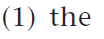 (1) the